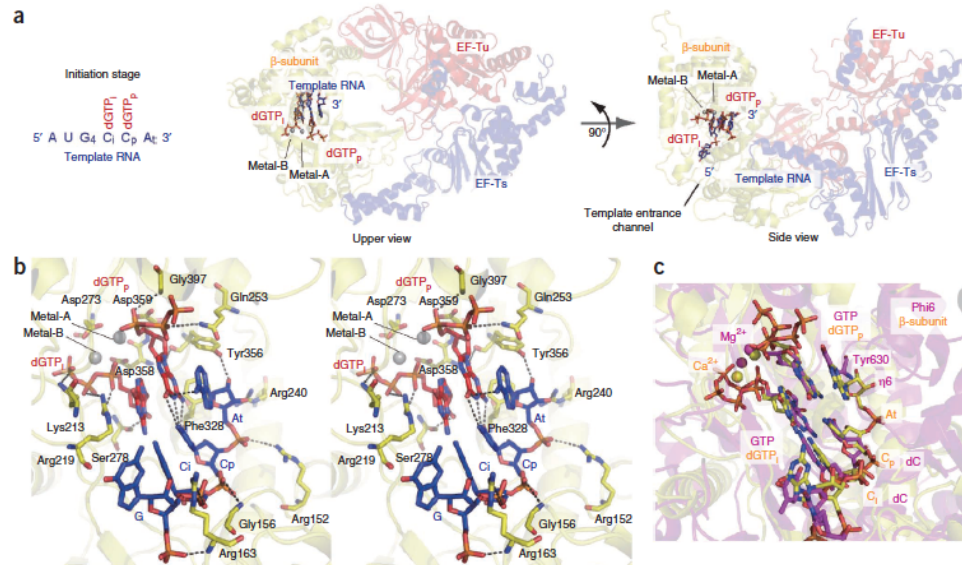 a
Initiation stage
dGTPi
dGTPp
5′ A U G4 Ci Cp At 3′
Template RNA
β-subunit
EF-Tu
Template RNA
3′
dGTPi
Metal-B
Metal-A
dGTPp
EF-Ts
Upper view
90°
EF-Tu
Metal-A
Metal-B
dGTPp
3′
dGTPi
5′
Template RNA
EF-Ts
Template entrance
channel
Side view
b
dGTPp
Gly397
Asp273
Asp359
Gln253
Metal-A
Metal-B
Tyr356
dGTPi
Asp358
Arg240
At
Lys213
Phe328
Arg219
Ser278
Ci
Cp
G
Arg152
Gly156
Arg163
dGTPp
Gly397
Asp273
Asp359
Gln253
Metal-A
Metal-B
Tyr356
dGTPi
Asp358
Arg240
At
Lys213
Phe328
Arg219
Ser278
Ci
Cp
G
Arg152
Gly156
Arg163
c
GTP
Phi6
Mg2+
dGTPp
β-subunit
Tyr630
Ca2+
η6
At
GTP
dGTPi
Cp
dC
Ci
dC